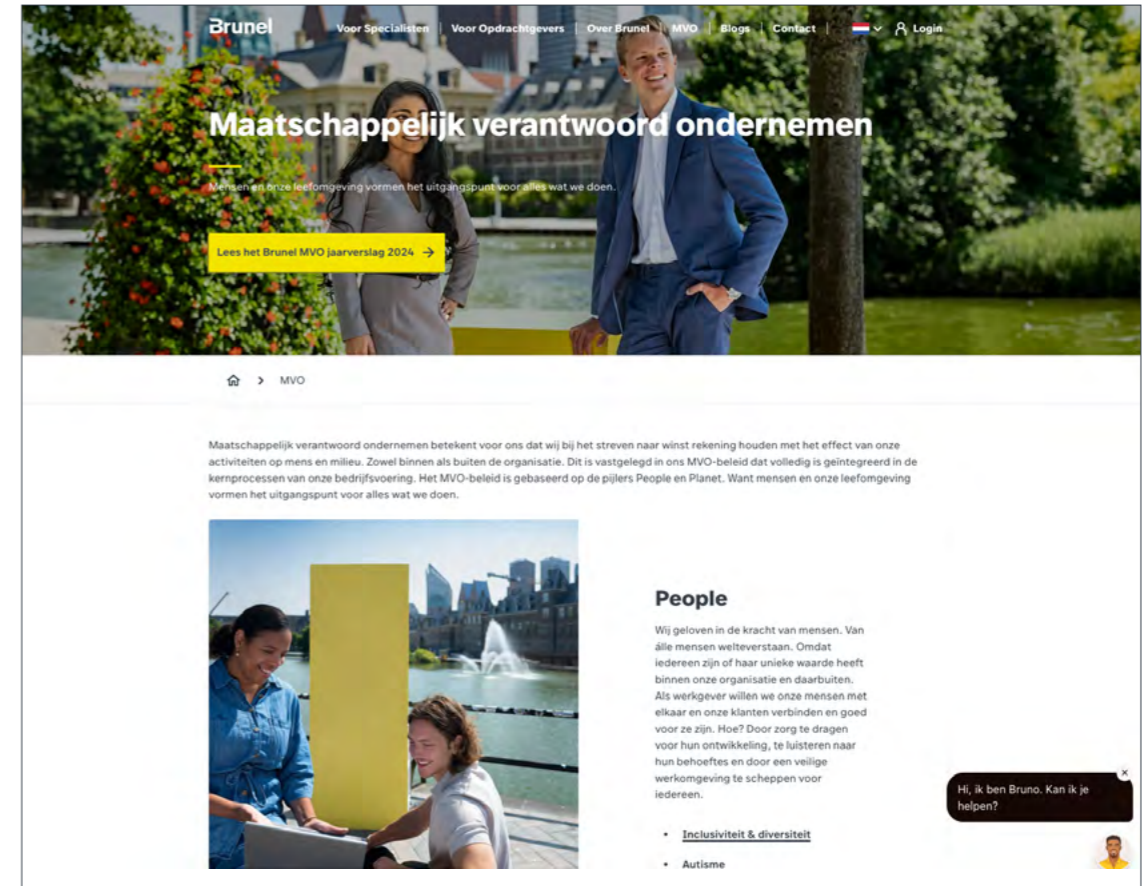 Brunel
Voor Specialisten | Voor Opdrachtgevers | Over Brunel | MVO | Blogs | Contact | Login
Maatschappelijk verantwoord ondernemen
Mensen en onze leefomgeving vormen het uitgangspunt voor alles wat we doen.
Lees het Brunel MVO jaarverslag 2024 →
> MVO
Maatschappelijk verantwoord ondernemen betekent voor ons dat wij bij het streven naar winst rekening houden met het effect van onze
activiteiten op mens en milieu. Zowel binnen als buiten de organisatie. Dit is vastgelegd in ons MVO-beleid dat volledig is geïntegreerd in de
kernprocessen van onze bedrijfsvoering. Het MVO-beleid is gebaseerd op de pijlers People en Planet. Want mensen en onze leefomgeving
vormen het uitgangspunt voor alles wat we doen.
People
Wij geloven in de kracht van mensen. Van
álle mensen welteverstaan. Omdat
iedereen zijn of haar unieke waarde heeft
binnen onze organisatie en daarbuiten.
Als werkgever willen we onze mensen met
elkaar en onze klanten verbinden en goed
voor ze zijn. Hoe? Door zorg te dragen
voor hun ontwikkeling, te luisteren naar
hun behoeftes en door een veilige
werkomgeving te scheppen voor
iedereen.
• Inclusiviteit & diversiteit
• Autisme
Hi, ik ben Bruno. Kan ik je
helpen?